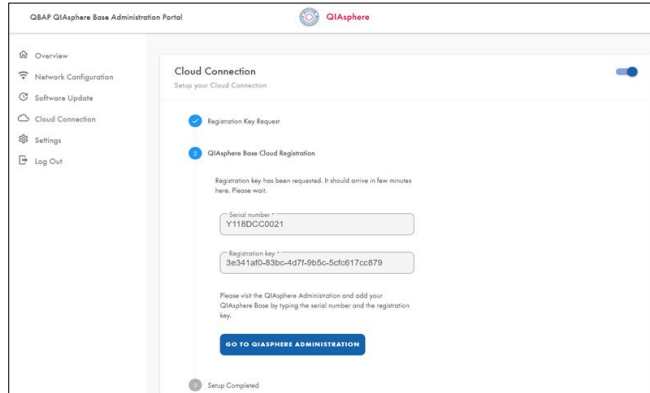 QBAP QIAsphere Base Administration Portal
QIAsphere
Overview
Network Configuration
Software Update
Cloud Connection
Settings
Log Out
Cloud Connection
Setup your Cloud Connection
Registration Key Request
2 QIAsphere Base Cloud Registration
Registration key has been requested. It should arrive in few minutes
here. Please wait.
Serial number *
Y118DCC0021
Registration key *
3e341af0-83bc-4d7f-9b5c-5cfc617cc879
Please visit the QIAsphere Administration and add your
QIAsphere Base by typing the serial number and the registration
key.
GO TO QIASPHERE ADMINISTRATION
3 Setup Completed